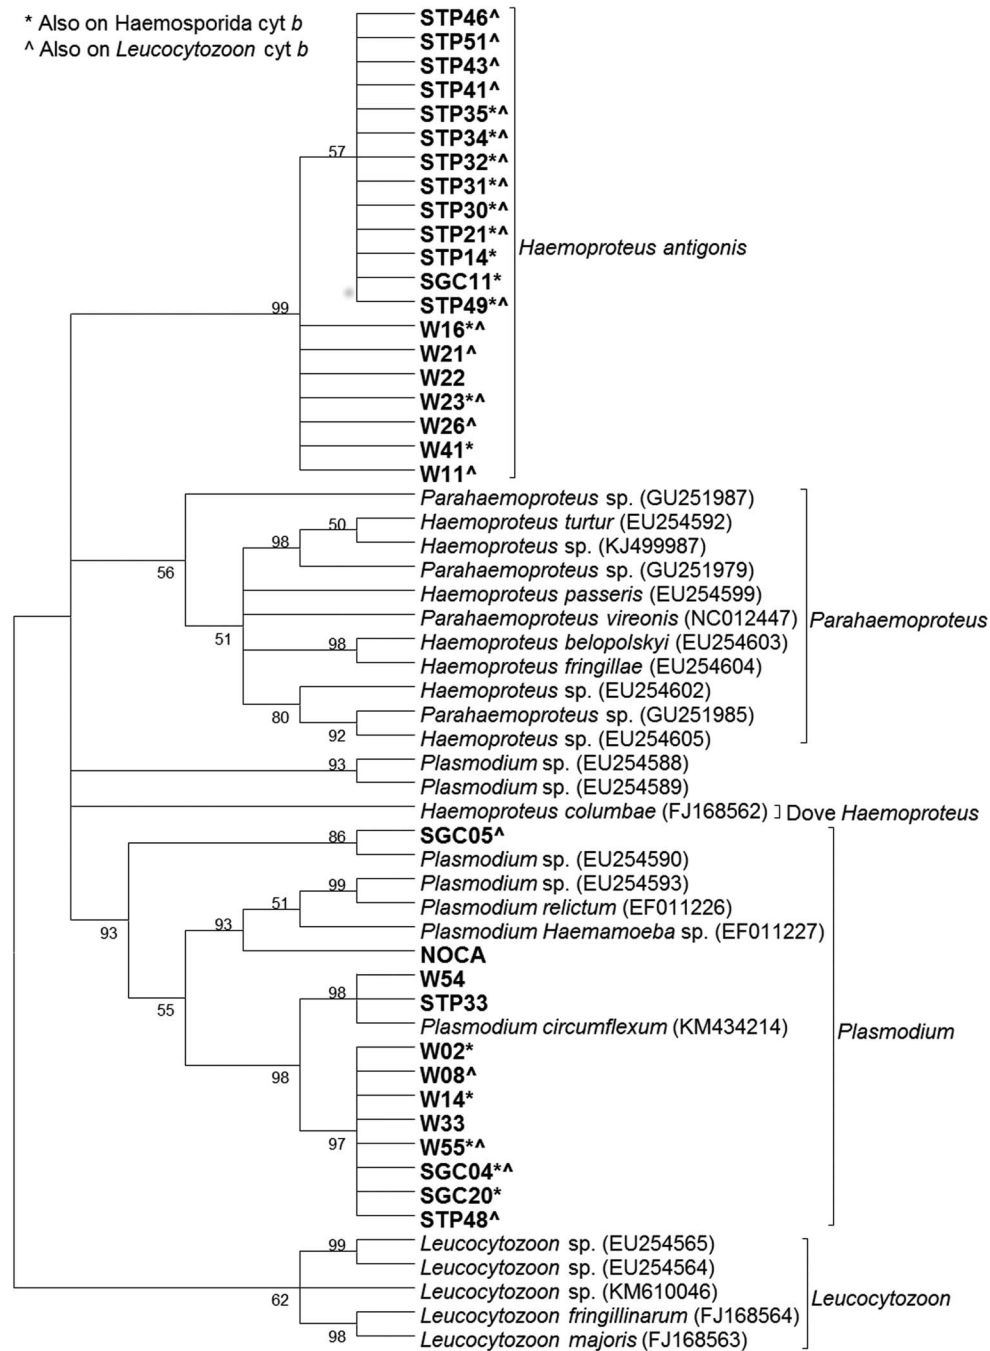 * Also on Haemosporida cyt b
^ Also on Leucocytozoon cyt b
STP46^
STP51^
STP43^
STP41^
STP35*^
STP34*^
57
STP32*^
STP31*^
STP30*^
STP21*^
Haemoproteus antigonis
STP14*
SGC11*
STP49*^
99
W16*^
W21^
W22
W23*^
W26^
W41*
W11^
Parahaemoproteus sp. (GU251987)
50
Haemoproteus turtur (EU254592)
98
Haemoproteus sp. (KJ499987)
56
Parahaemoproteus sp. (GU251979)
Haemoproteus passeris (EU254599)
Parahaemoproteus vireonis (NC012447)
Parahaemoproteus
51
98
Haemoproteus belopolskyi (EU254603)
Haemoproteus fringillae (EU254604)
Haemoproteus sp. (EU254602)
80
Parahaemoproteus sp. (GU251985)
92
Haemoproteus sp. (EU254605)
93
Plasmodium sp. (EU254588)
Plasmodium sp. (EU254589)
Haemoproteus columbae (FJ168562)
Dove Haemoproteus
86
SGC05^
Plasmodium sp. (EU254590)
99
Plasmodium sp. (EU254593)
51
Plasmodium relictum (EF011226)
93
93
Plasmodium Haemamoeba sp. (EF011227)
NOCA
W54
98
STP33
55
Plasmodium circumflexum (KM434214)
Plasmodium
W02*
98
W08^
W14*
W33
97
W55*^
SGC04*^
SGC20*
STP48^
99
Leucocytozoon sp. (EU254565)
Leucocytozoon sp. (EU254564)
62
Leucocytozoon sp. (KM610046)
Leucocytozoon
Leucocytozoon fringillinarum (FJ168564)
98
Leucocytozoon majoris (FJ168563)